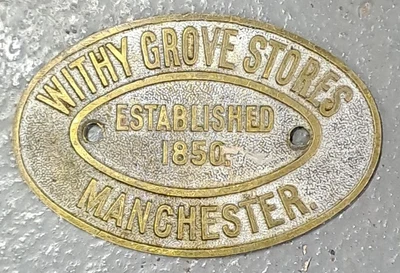 WITHY GROVE STORES
ESTABLISHED
1850.
MANCHESTER.